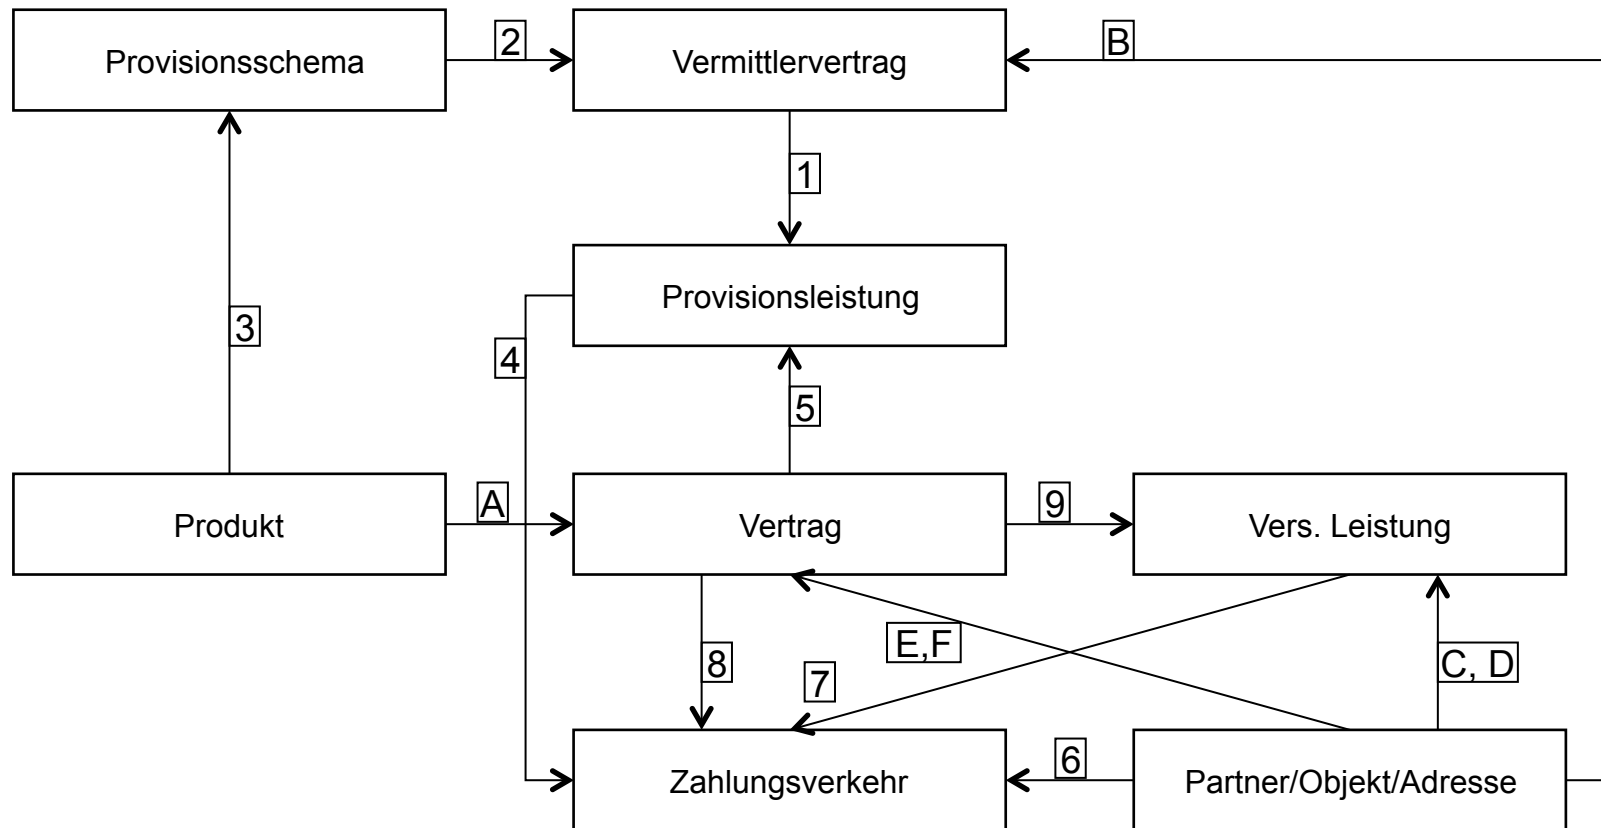 Provisionsschema
2
Vermittlervertrag
B
1
Provisionsleistung
3
4
5
Produkt
A
Vertrag
9
Vers. Leistung
E,F
8
7
C, D
Zahlungsverkehr
6
Partner/Objekt/Adresse